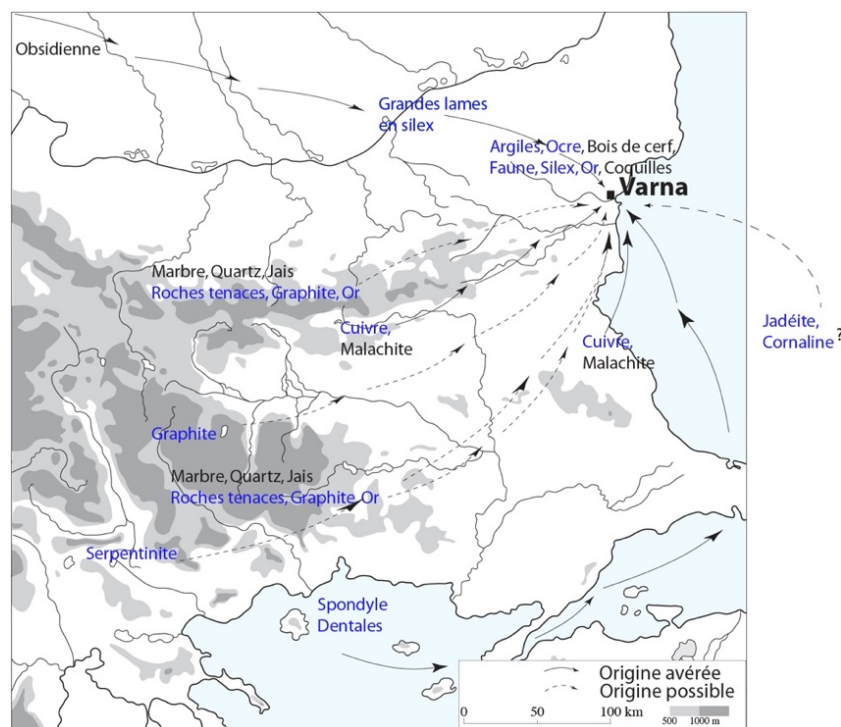 Obsidienne
Grandes lames
en silex
Argiles, Ocre, Bois de cerf,
Faune, Silex, Or, Coquilles
Varna
Marbre, Quartz, Jais
Roches tenaces, Graphite, Or
Cuivre,
Malachite
Cuivre,
Malachite
Jadéite,
Cornaline ?
Graphite
Marbre, Quartz, Jais
Roches tenaces, Graphite, Or
Serpentinite
Spondyle
Dentales
Origine avérée
Origine possible
0 50 100 km
500 1000 m